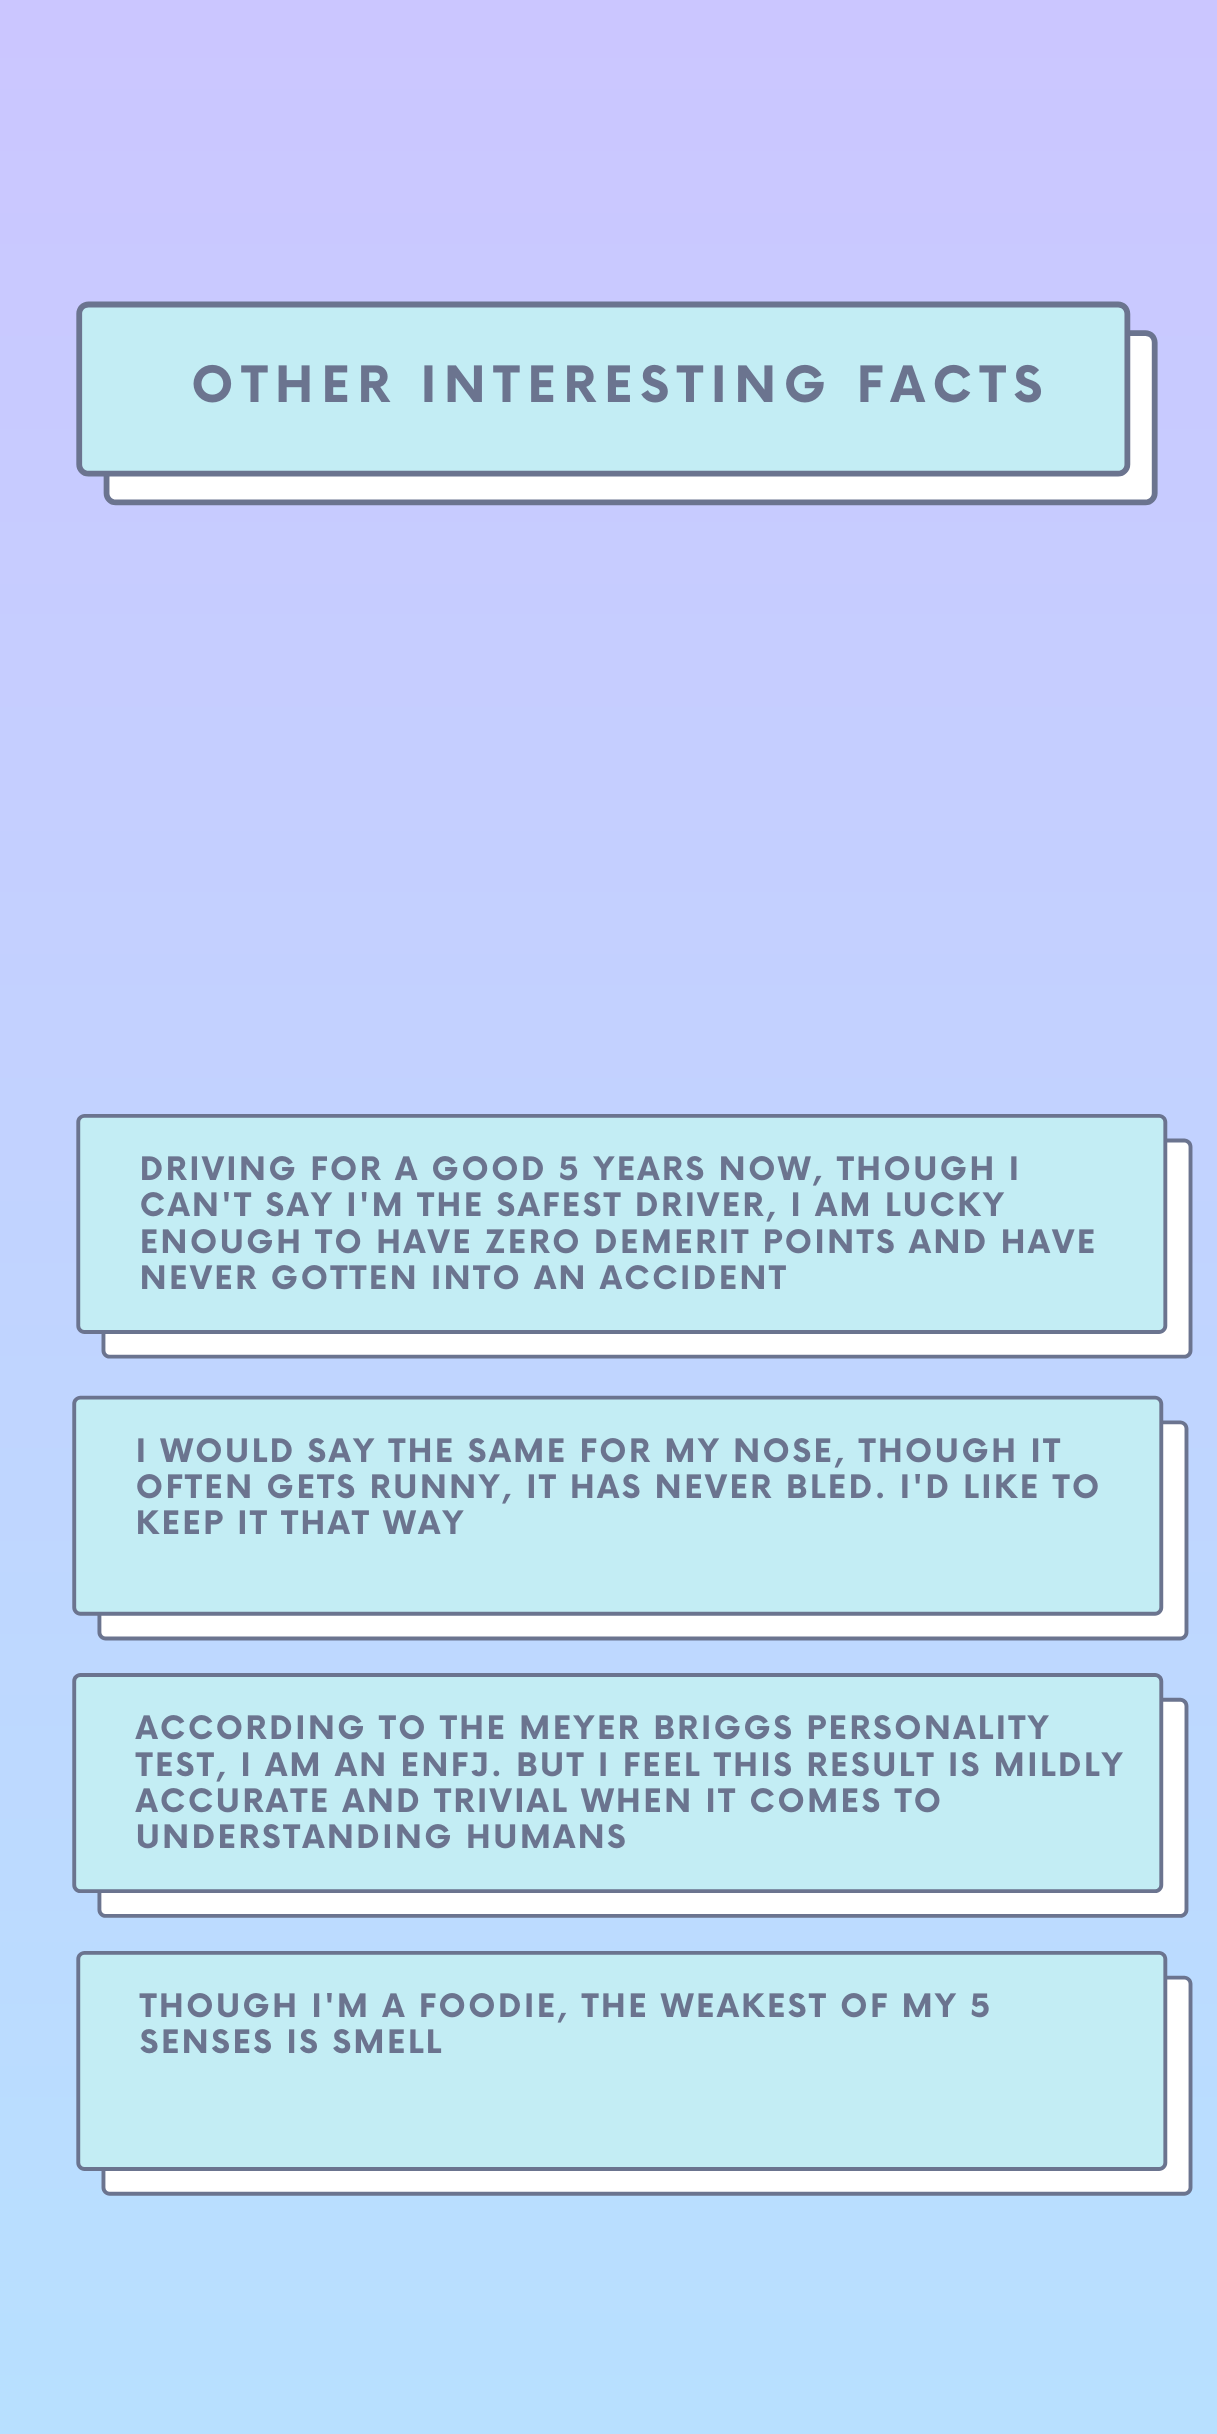 OTHER INTERESTING FACTS
DRIVING FOR A GOOD 5 YEARS NOW, THOUGH I
CAN'T SAY I'M THE SAFEST DRIVER, I AM LUCKY
ENOUGH TO HAVE ZERO DEMERIT POINTS AND HAVE
NEVER GOTTEN INTO AN ACCIDENT
I WOULD SAY THE SAME FOR MY NOSE, THOUGH IT
OFTEN GETS RUNNY, IT HAS NEVER BLED. I'D LIKE TO
KEEP IT THAT WAY
ACCORDING TO THE MEYER BRIGGS PERSONALITY
TEST, I AM AN ENFJ. BUT I FEEL THIS RESULT IS MILDLY
ACCURATE AND TRIVIAL WHEN IT COMES TO
UNDERSTANDING HUMANS
THOUGH I'M A FOODIE, THE WEAKEST OF MY 5
SENSES IS SMELL